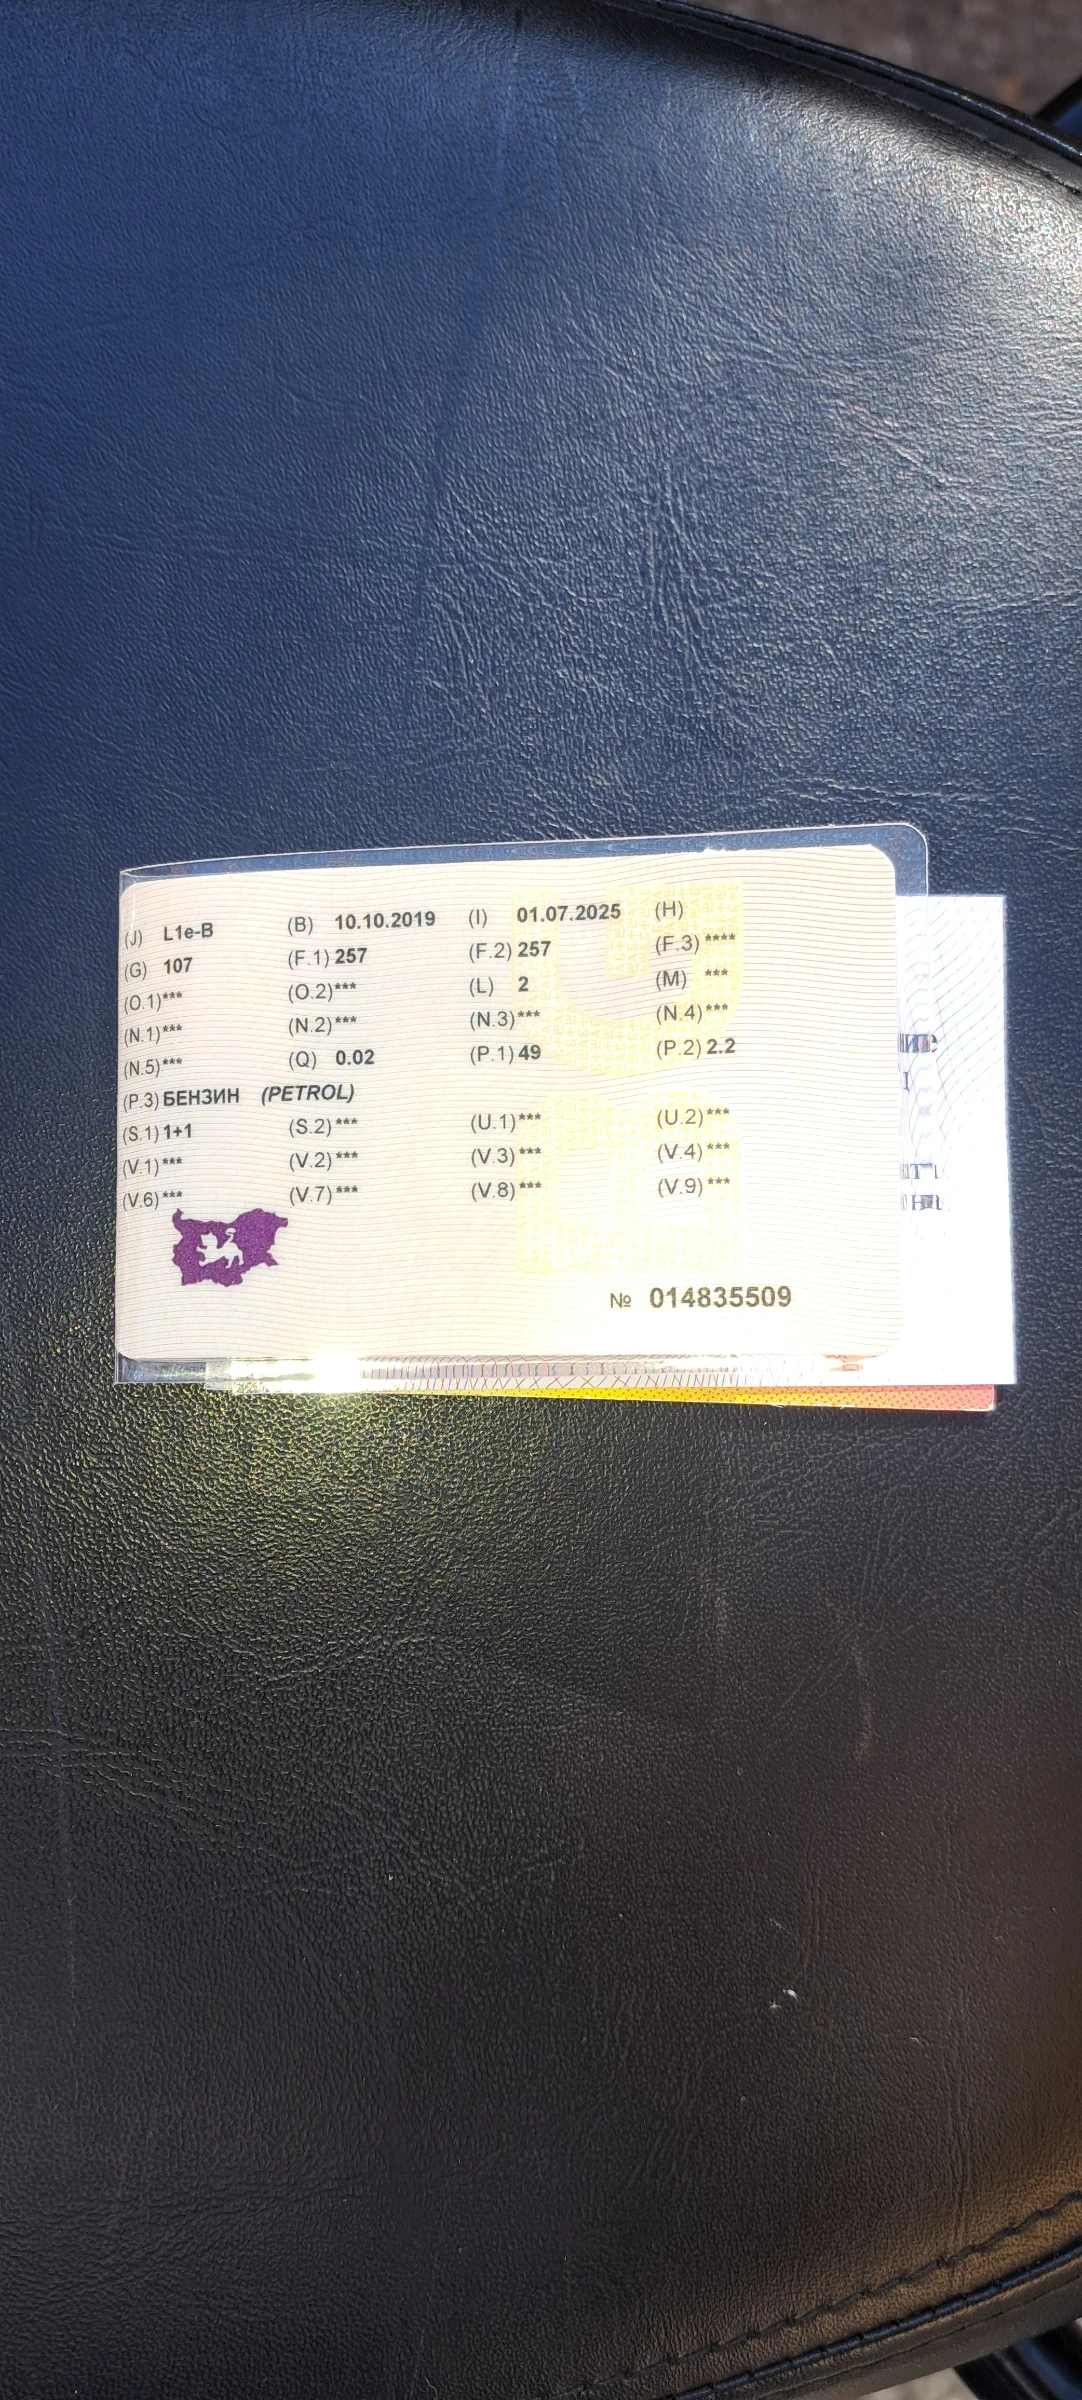 (J) L1e-B (B) 10.10.2019 (I) 01.07.2025 (H)
(G) 107 (F.1) 257 (F.2) 257 (F.3) ****
(O.1) *** (O.2) *** (L) 2 (M) ***
(N.1) *** (N.2) *** (N.3) *** (N.4) ***
(N.5) *** (Q) 0.02 (P.1) 49 (P.2) 2.2
(P.3) БЕНЗИН (PETROL)
(S.1) 1+1 (S.2) *** (U.1) *** (U.2) ***
(V.1) *** (V.2) *** (V.3) *** (V.4) ***
(V.6) *** (V.7) *** (V.8) *** (V.9) ***
№ 014835509